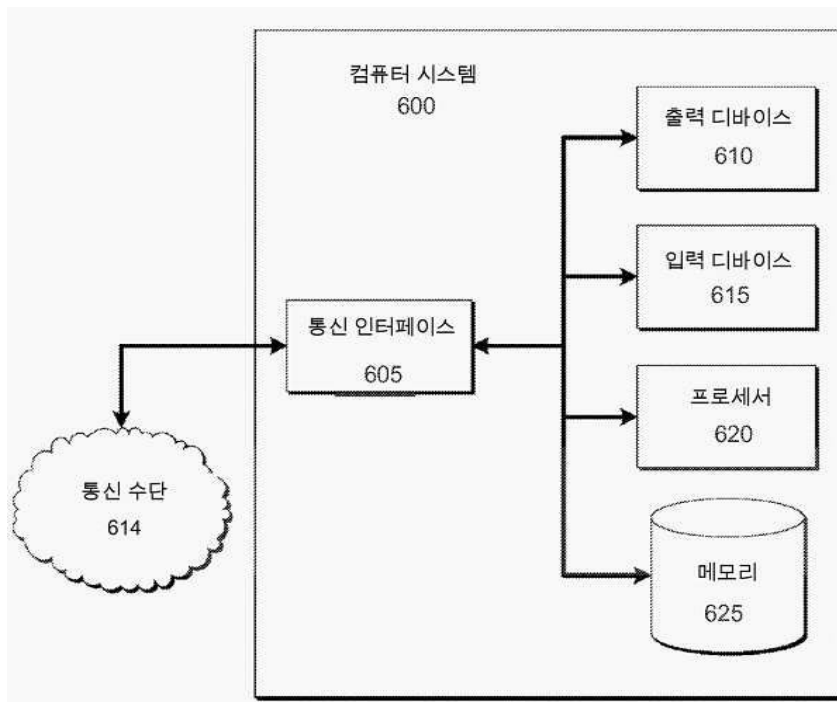 컴퓨터 시스템
600
출력 디바이스
610
입력 디바이스
615
통신 인터페이스
605
프로세서
620
통신 수단
614
메모리
625